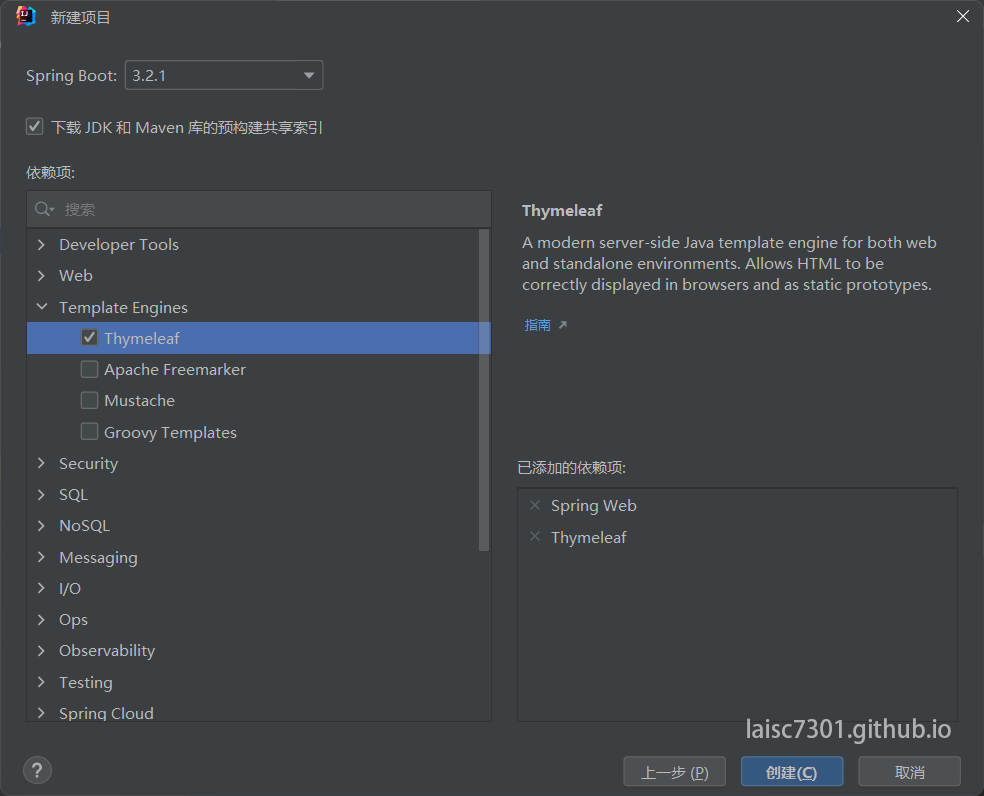 新建项目
Spring Boot: 3.2.1
下载 JDK 和 Maven 库的预构建共享索引
依赖项:
搜索
Developer Tools
Web
Template Engines
Thymeleaf
Apache Freemarker
Mustache
Groovy Templates
Security
SQL
NoSQL
Messaging
I/O
Ops
Observability
Testing
Spring Cloud
Thymeleaf
A modern server-side Java template engine for both web
and standalone environments. Allows HTML to be
correctly displayed in browsers and as static prototypes.
指南
已添加的依赖项:
Spring Web
Thymeleaf
laisc7301.github.io
?
上一步 (P)
创建(C)
取消